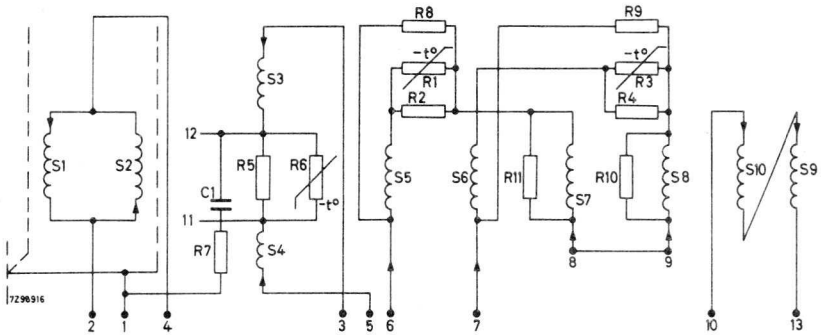 R8
R9
-t°
R1
-t°
R3
R2
R4
S3
12
S1
S2
R5
R6
C1
S5
S6
R11
S7
R10
S8
S10
S9
11
-t°
R7
S4
8
9
7Z98916
2
1
4
3
5
6
7
10
13